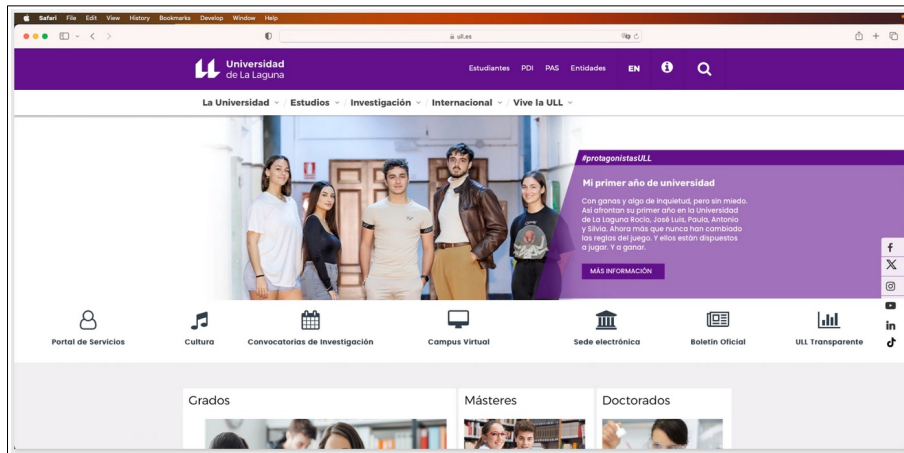 Safari File Edit View History Bookmarks Develop Window Help
ull.es
Universidad
de La Laguna
Estudiantes PDI PAS Entidades EN
La Universidad / Estudios / Investigación / Internacional / Vive la ULL
#protagonistasULL
Mi primer año de universidad
Con ganas y algo de inquietud, pero sin miedo.
Así afrontan su primer año en la Universidad
de La Laguna Rocío, José Luis, Paula, Antonio
y Silvia. Ahora más que nunca han cambiado
las reglas del juego. Y ellos están dispuestos
a jugar. Y a ganar.
MÁS INFORMACIÓN
Portal de Servicios
Cultura
Convocatorias de Investigación
Campus Virtual
Sede electrónica
Boletín Oficial
ULL Transparente
Grados
Másteres
Doctorados